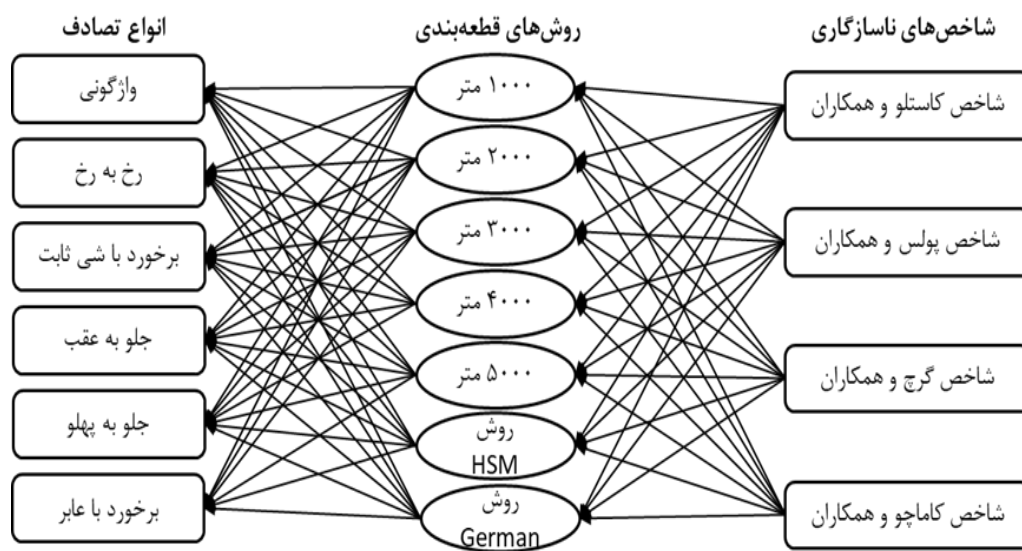 شاخص‌های ناسازگاری
شاخص کاستلو و همکاران
شاخص پولس و همکاران
شاخص گرچ و همکاران
شاخص کاماچو و همکاران
روش‌های قطعه‌بندی
۱۰۰۰ متر
۲۰۰۰ متر
۳۰۰۰ متر
۴۰۰۰ متر
۵۰۰۰ متر
روش
HSM
روش
German
انواع تصادف
واژگونی
رخ به رخ
برخورد با شی ثابت
جلو به عقب
جلو به پهلو
برخورد با عابر